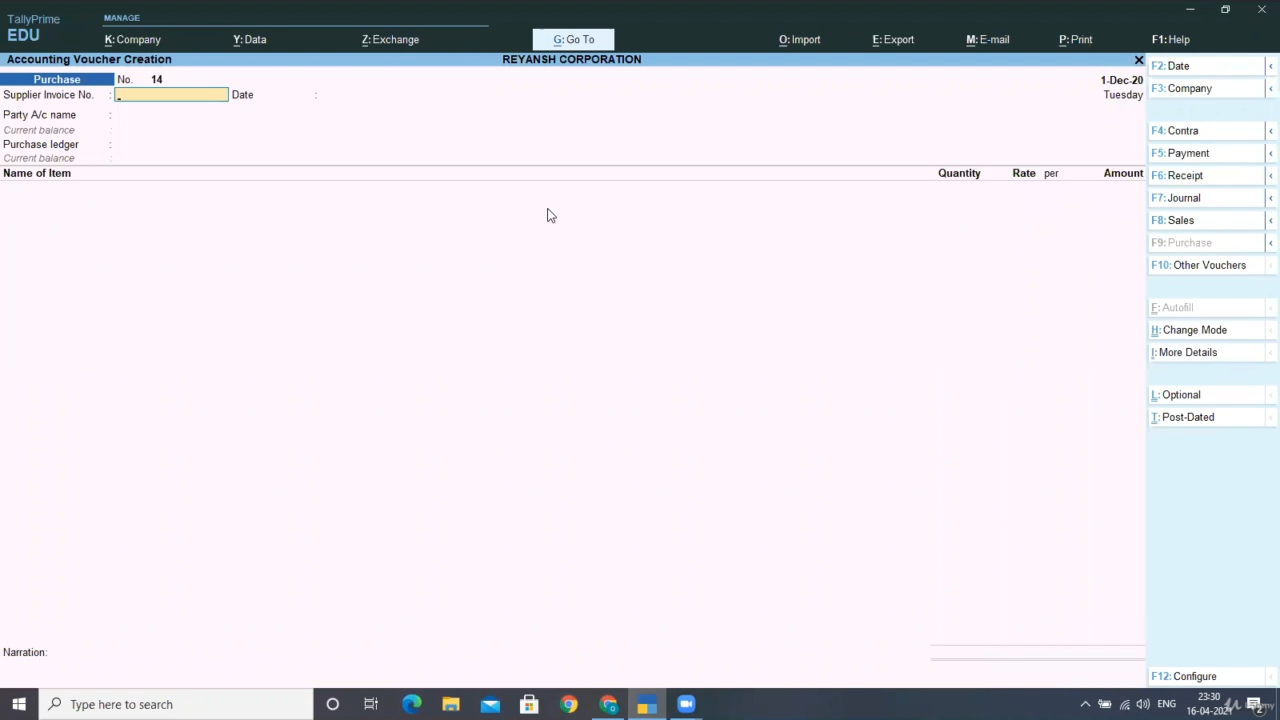 TallyPrime
MANAGE
EDU
K: Company
Y: Data
Z: Exchange
G: Go To
O: Import
E: Export
M: E-mail
P: Print
F1: Help
Accounting Voucher Creation
REYANSH CORPORATION
Purchase No. 14
1-Dec-20
Supplier Invoice No. : Date :
Tuesday
Party A/c name :
Current balance :
Purchase ledger :
Current balance :
Name of Item Quantity Rate per Amount
Narration:
F2: Date
F3: Company
F4: Contra
F5: Payment
F6: Receipt
F7: Journal
F8: Sales
F9: Purchase
F10: Other Vouchers
F: Autofill
H: Change Mode
I: More Details
L: Optional
T: Post-Dated
F12: Configure
Type here to search
ENG
23:30
16-04-2021